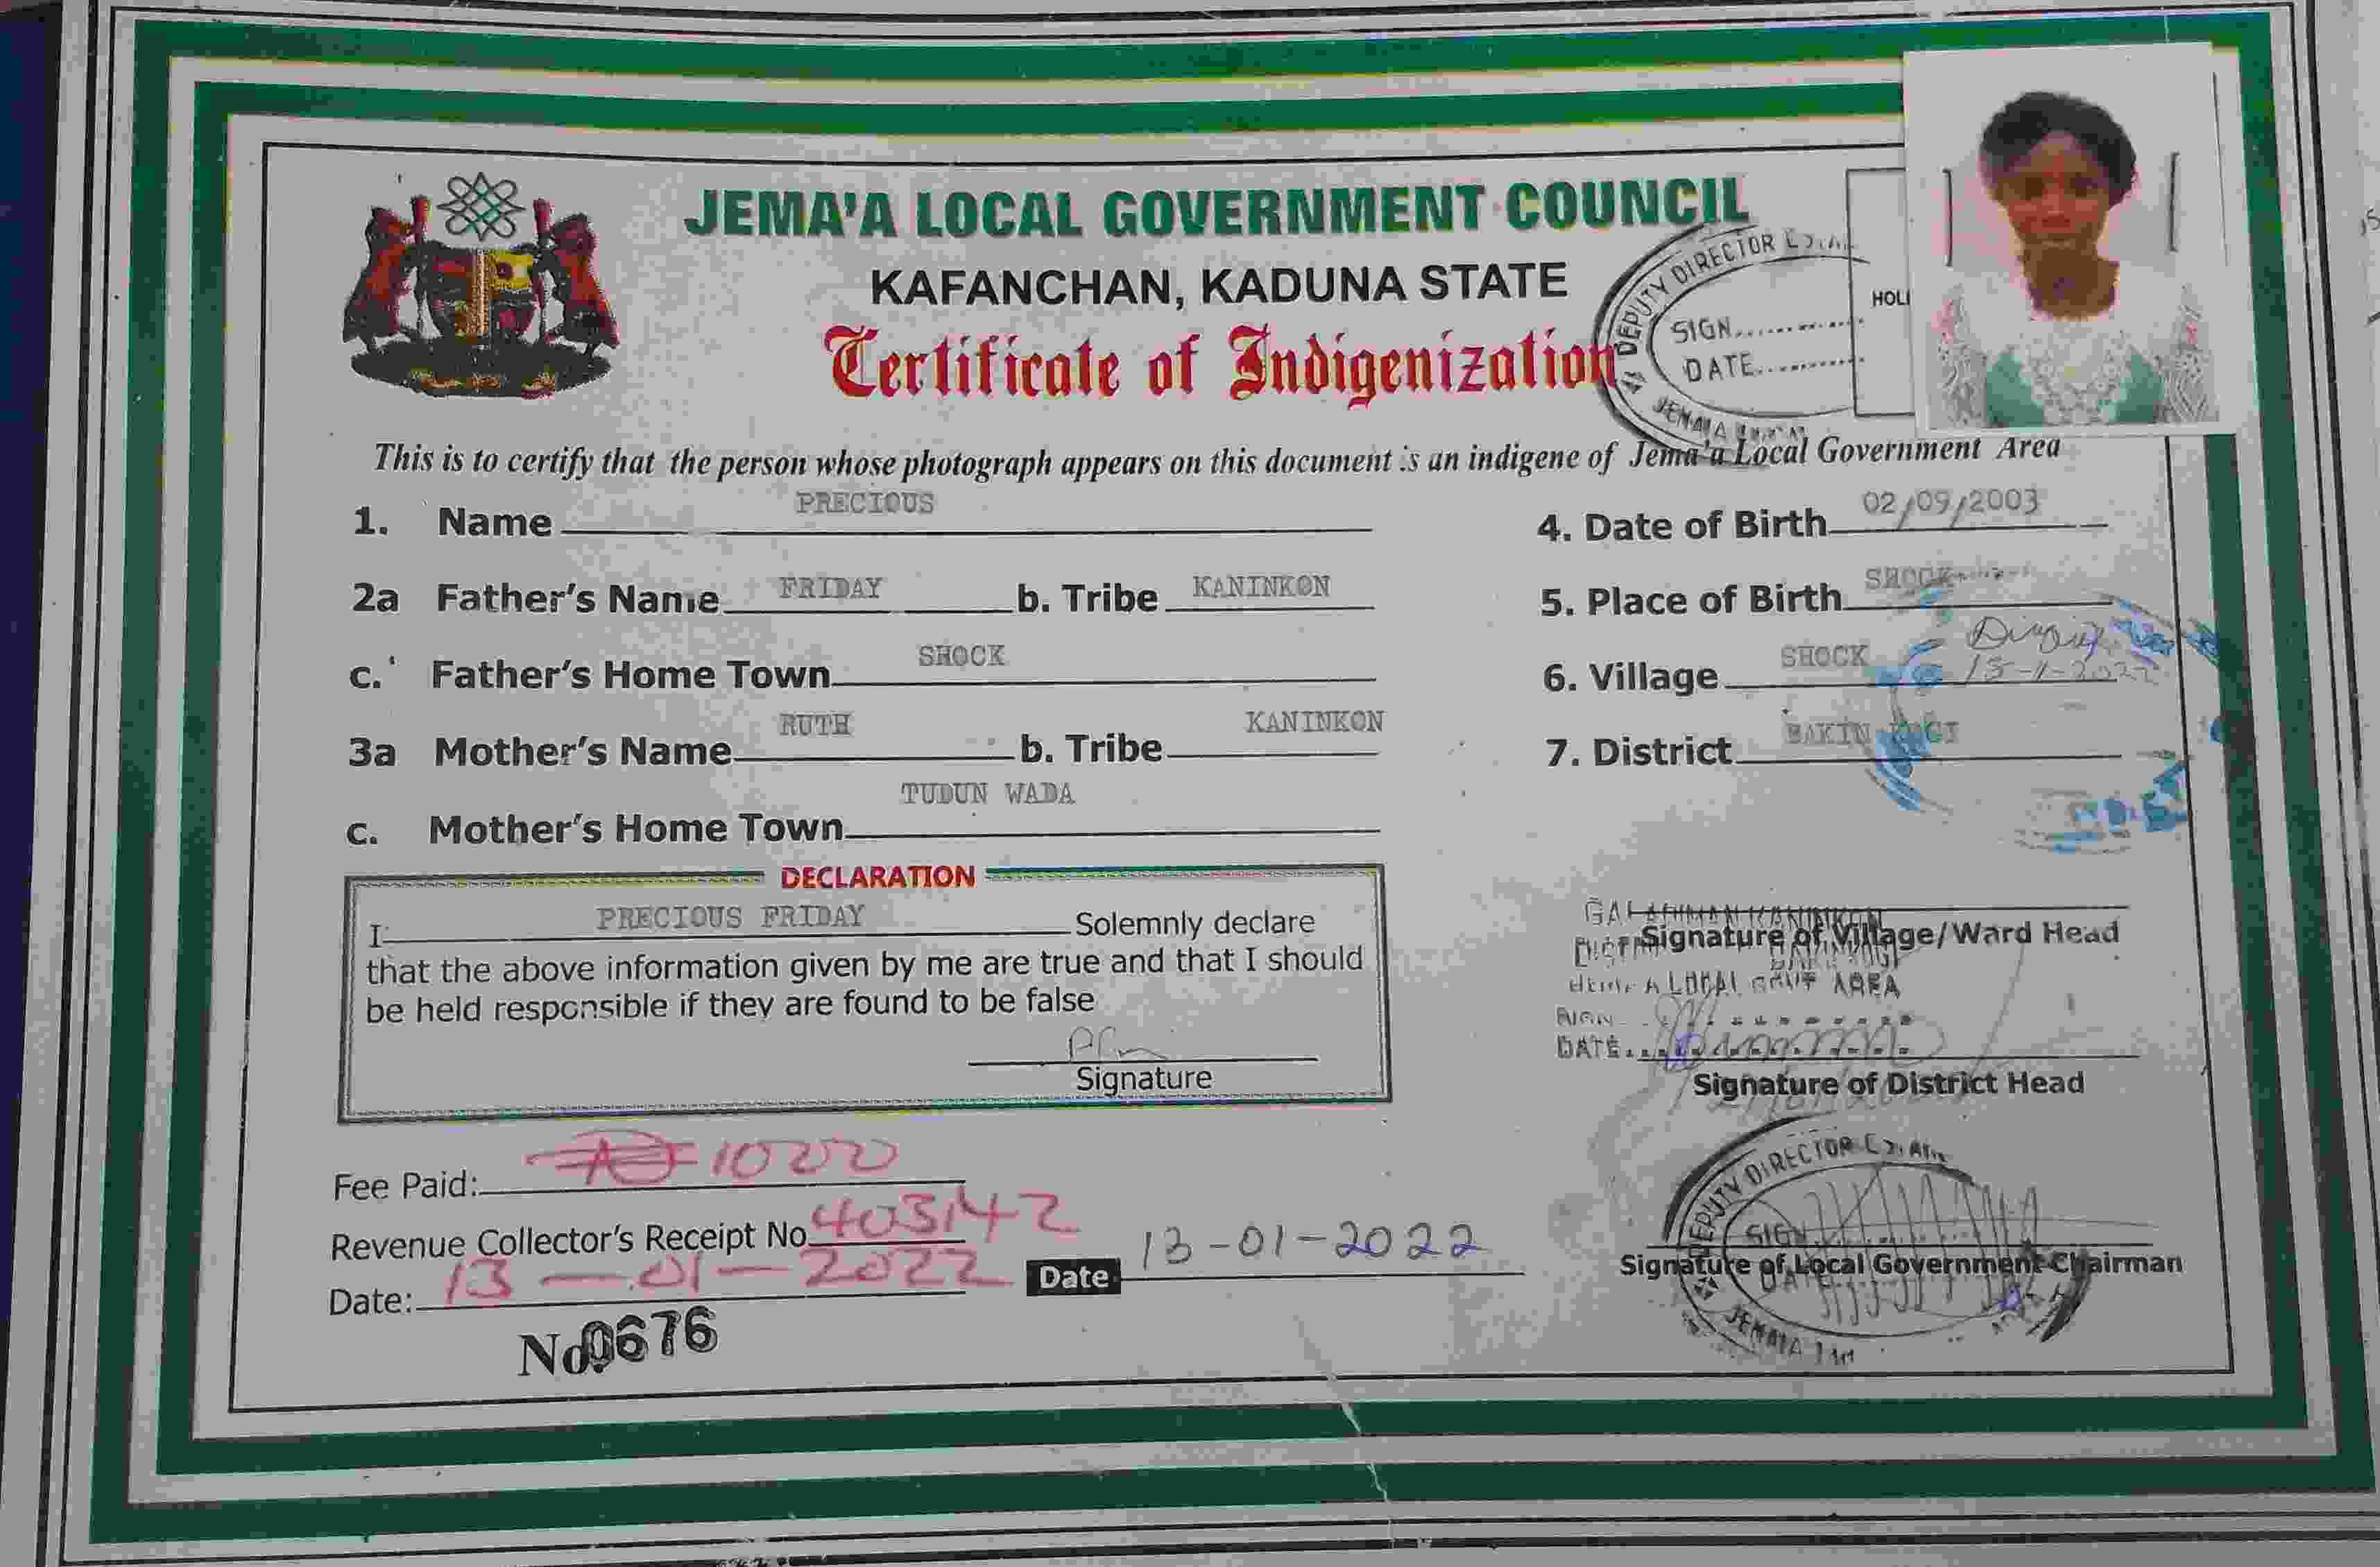 JEMA'A LOCAL GOVERNMENT COUNCIL
KAFANCHAN, KADUNA STATE
Certificate of Indigenization
DEPUTY DIRECTOR
SIGN
DATE
JEMA'A
HOL
This is to certify that the person whose photograph appears on this document is an indigene of Jema'a Local Government Area
1. Name PRECIOUS
4. Date of Birth 02/09/2003
2a Father's Name FRIDAY b. Tribe KANINKON
5. Place of Birth SHOCK
c. Father's Home Town SHOCK
6. Village SHOCK
3a Mother's Name RUTH b. Tribe KANINKON
7. District BAKIN KOGI
c. Mother's Home Town TUDUN WADA
DECLARATION
I PRECIOUS FRIDAY Solemnly declare
that the above information given by me are true and that I should
be held responsible if they are found to be false
Signature
Signature of Village/Ward Head
LOCAL GOVT AREA
SIGN
DATE
Signature of District Head
Fee Paid: ₦1000
Revenue Collector's Receipt No 403142
Date: 13-01-2022
Date 13-01-2022
No. 0676
DEPUTY DIRECTOR
SIGN
Signature of Local Government Chairman
DATE
JEMA'A